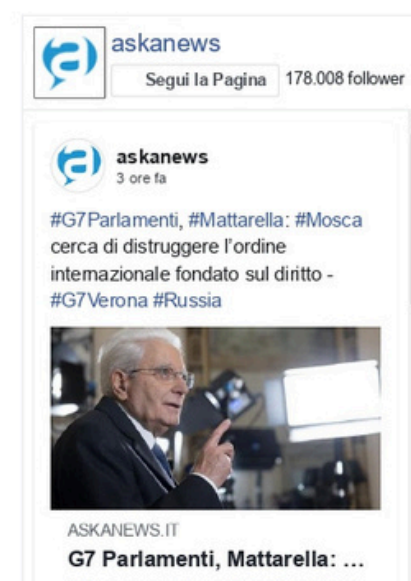 askanews
Segui la Pagina 178.008 follower
askanews
3 ore fa
#G7Parlamenti, #Mattarella: #Mosca
cerca di distruggere l'ordine
internazionale fondato sul diritto -
#G7Verona #Russia
ASKANEWS.IT
G7 Parlamenti, Mattarella: ...